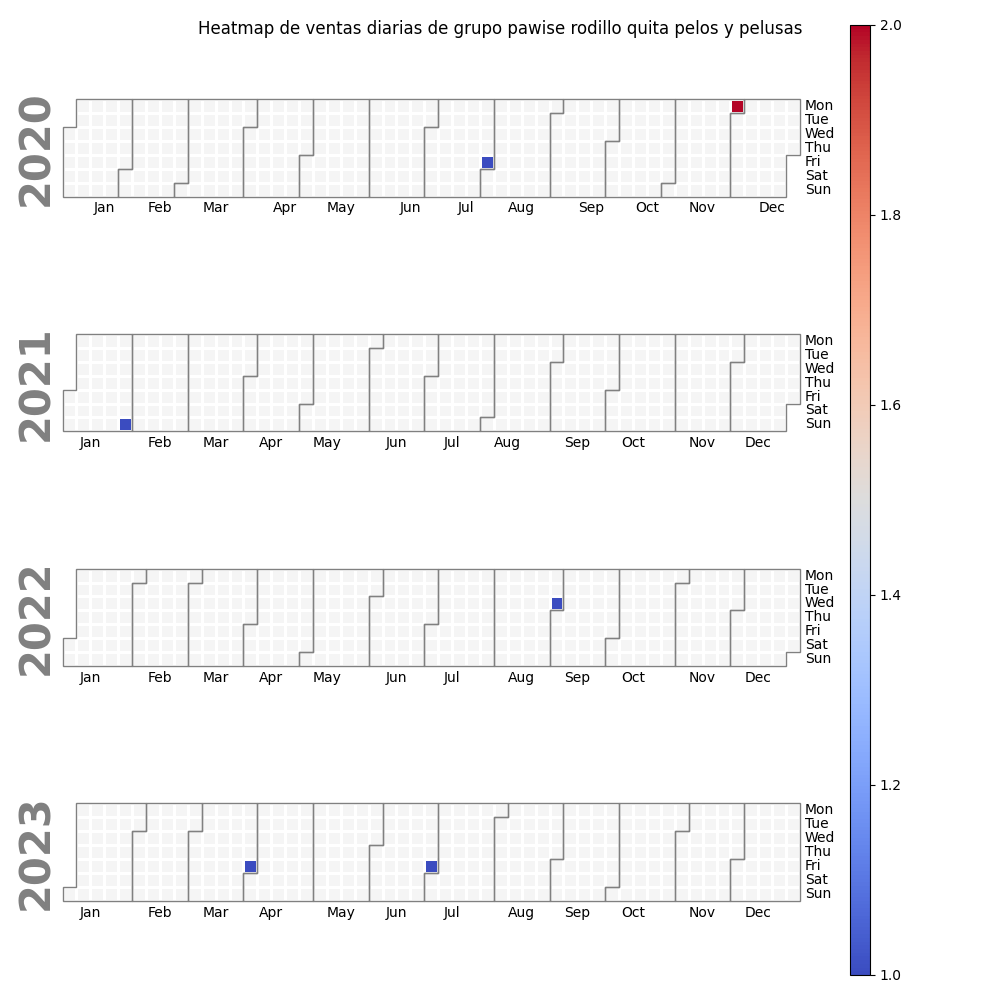 Heatmap de ventas diarias de grupo pawise rodillo quita pelos y pelusas
2020
Mon
Tue
Wed
Thu
Fri
Sat
Sun
Jan Feb Mar Apr May Jun Jul Aug Sep Oct Nov Dec
2021
Mon
Tue
Wed
Thu
Fri
Sat
Sun
Jan Feb Mar Apr May Jun Jul Aug Sep Oct Nov Dec
2022
Mon
Tue
Wed
Thu
Fri
Sat
Sun
Jan Feb Mar Apr May Jun Jul Aug Sep Oct Nov Dec
2023
Mon
Tue
Wed
Thu
Fri
Sat
Sun
Jan Feb Mar Apr May Jun Jul Aug Sep Oct Nov Dec
2.0
1.8
1.6
1.4
1.2
1.0